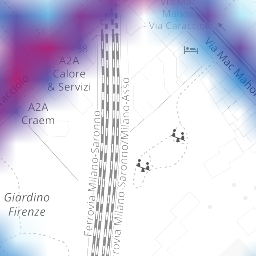 Via Caracciolo
Via Mac Mahon
A2A
Calore
& Servizi
A2A
Craem
Ferrovia Milano-Saronno
Ferrovia Milano-Saronno/Milano-Asso
Giardino
Firenze